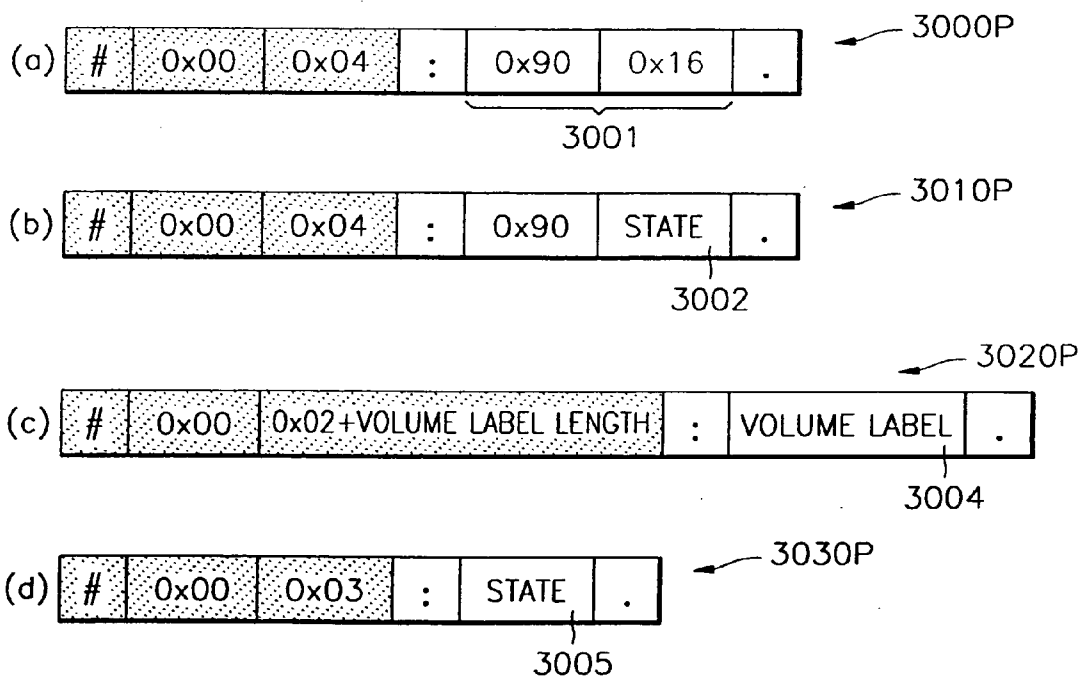 3000P
(a) # 0x00 0x04 : 0x90 0x16 .
3001
3010P
(b) # 0x00 0x04 : 0x90 STATE .
3002
3020P
(c) # 0x00 0x02+VOLUME LABEL LENGTH : VOLUME LABEL .
3004
3030P
(d) # 0x00 0x03 : STATE .
3005